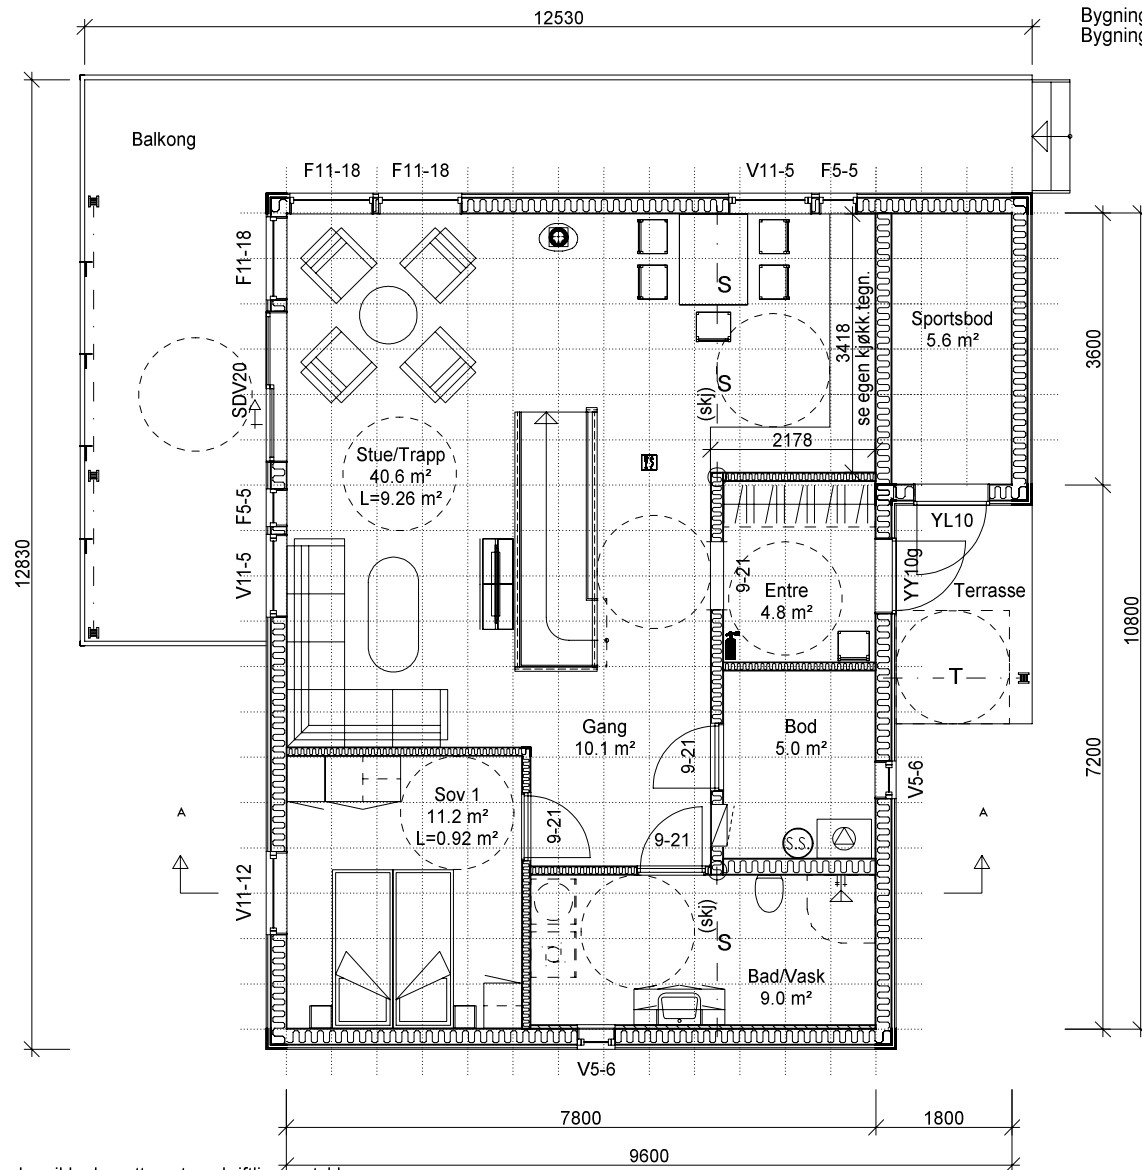 12530
Bygning
Bygning
Balkong
F11-18
F11-18
V11-5
F5-5
F11-18
SDV20
F5-5
V11-5
V11-12
12830
S
S
(skj)
3418
se egen kjøkk.tegn.
2178
Sportsbod
5.6 m²
3600
10800
7200
Stue/Trapp
40.6 m²
L=9.26 m²
YL10
YY10g
Terrasse
9-21
Entre
4.8 m²
T
Gang
10.1 m²
9-21
Bod
5.0 m²
V5-6
S.S.
Sov 1
11.2 m²
L=0.92 m²
9-21
9-21
A
A
(skj)
S
Bad/Vask
9.0 m²
V5-6
7800
1800
9600